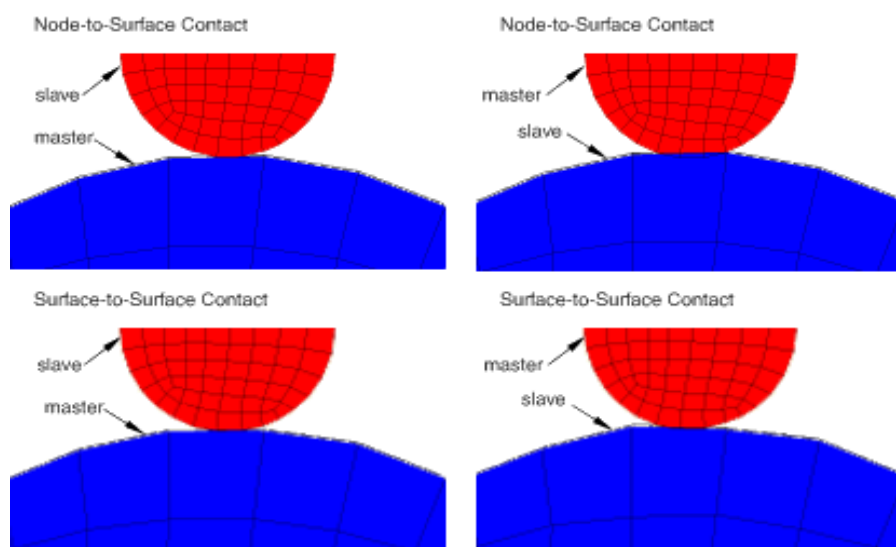 Node-to-Surface Contact
slave
master
Node-to-Surface Contact
master
slave
Surface-to-Surface Contact
slave
master
Surface-to-Surface Contact
master
slave